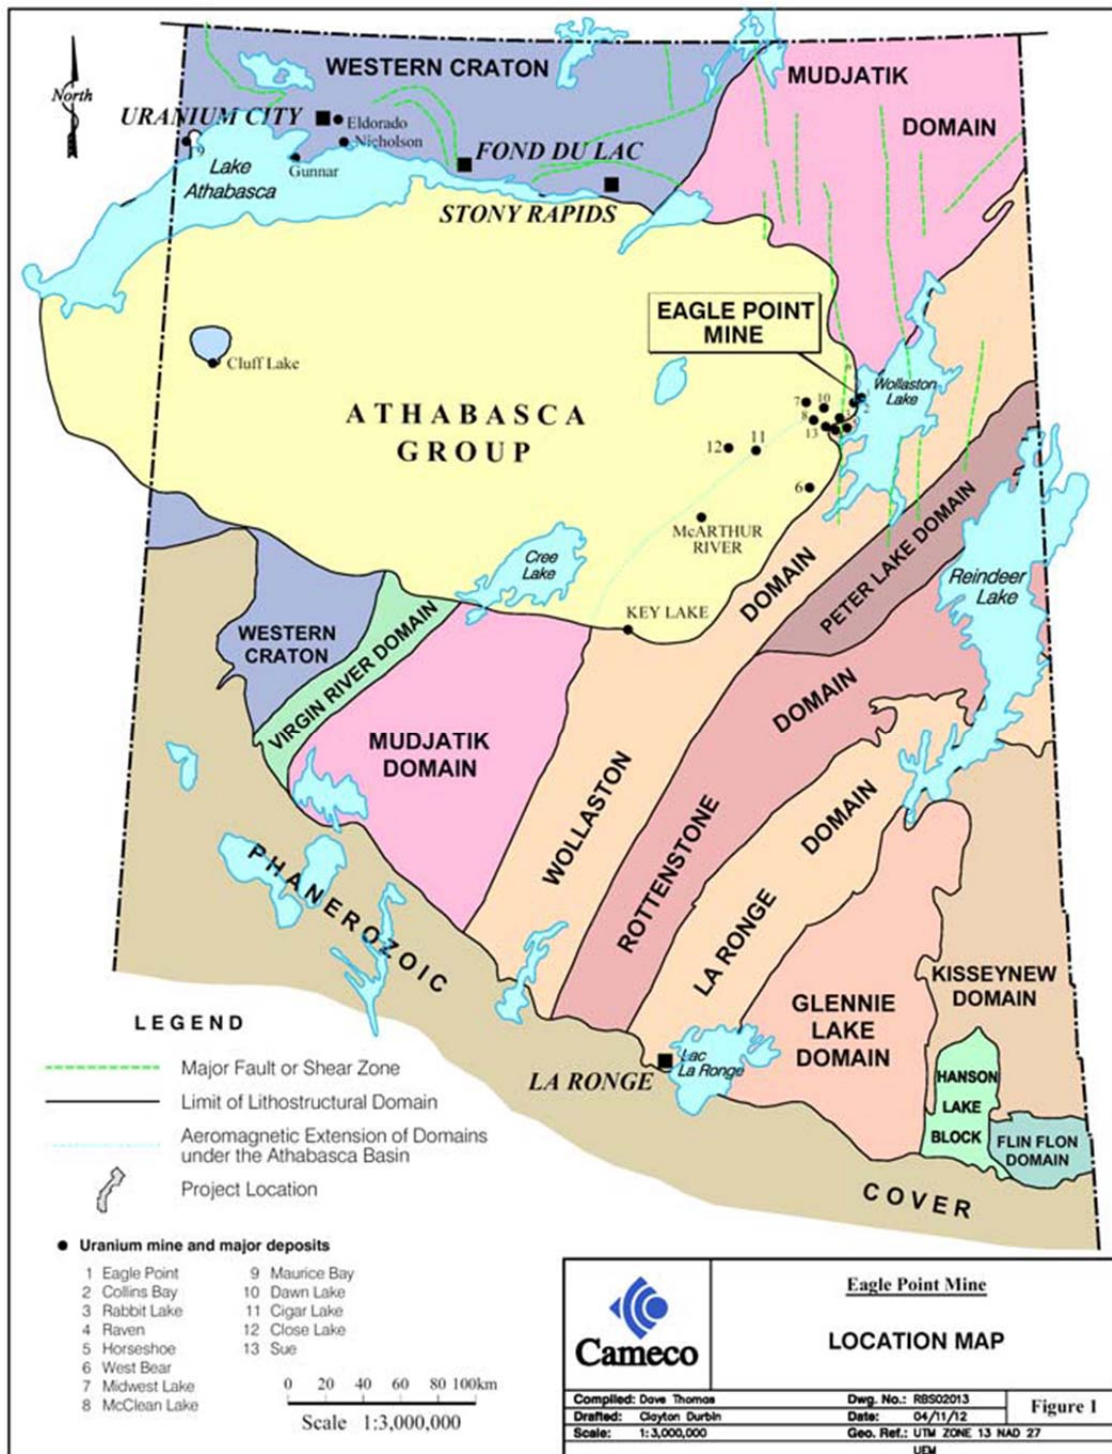 North
WESTERN CRATON
MUDJATIK
DOMAIN
URANIUM CITY
Eldorado
Nicholson
9
Gunnar
FOND DU LAC
Lake
Athabasca
STONY RAPIDS
EAGLE POINT
MINE
Cluff Lake
Wollaston
Lake
ATHABASCA
GROUP
7
10
8
3
2
13
12
11
6
McARTHUR
RIVER
Cree
Lake
KEY LAKE
DOMAIN
PETER LAKE DOMAIN
Reindeer
Lake
WESTERN
CRATON
VIRGIN RIVER DOMAIN
MUDJATIK
DOMAIN
DOMAIN
WOLLASTON
ROTTENSTONE
DOMAIN
LA RONGE
PHANEROZOIC
GLENNIE
LAKE
DOMAIN
KISSEYNEW
DOMAIN
Lac
La Ronge
LA RONGE
HANSON
LAKE
BLOCK
FLIN FLON
DOMAIN
COVER
LEGEND
Major Fault or Shear Zone
Limit of Lithostructural Domain
Aeromagnetic Extension of Domains
under the Athabasca Basin
Project Location
Uranium mine and major deposits
1 Eagle Point
2 Collins Bay
3 Rabbit Lake
4 Raven
5 Horseshoe
6 West Bear
7 Midwest Lake
8 McClean Lake
9 Maurice Bay
10 Dawn Lake
11 Cigar Lake
12 Close Lake
13 Sue
0 20 40 60 80 100km
Scale 1:3,000,000
Cameco
Eagle Point Mine
LOCATION MAP
Compiled: Dave Thomas
Dwg. No.: RBS02013
Drafted: Clayton Durbin
Date: 04/11/12
Scale: 1:3,000,000
Geo. Ref.: UTM ZONE 13 NAD 27
UEM
Figure 1